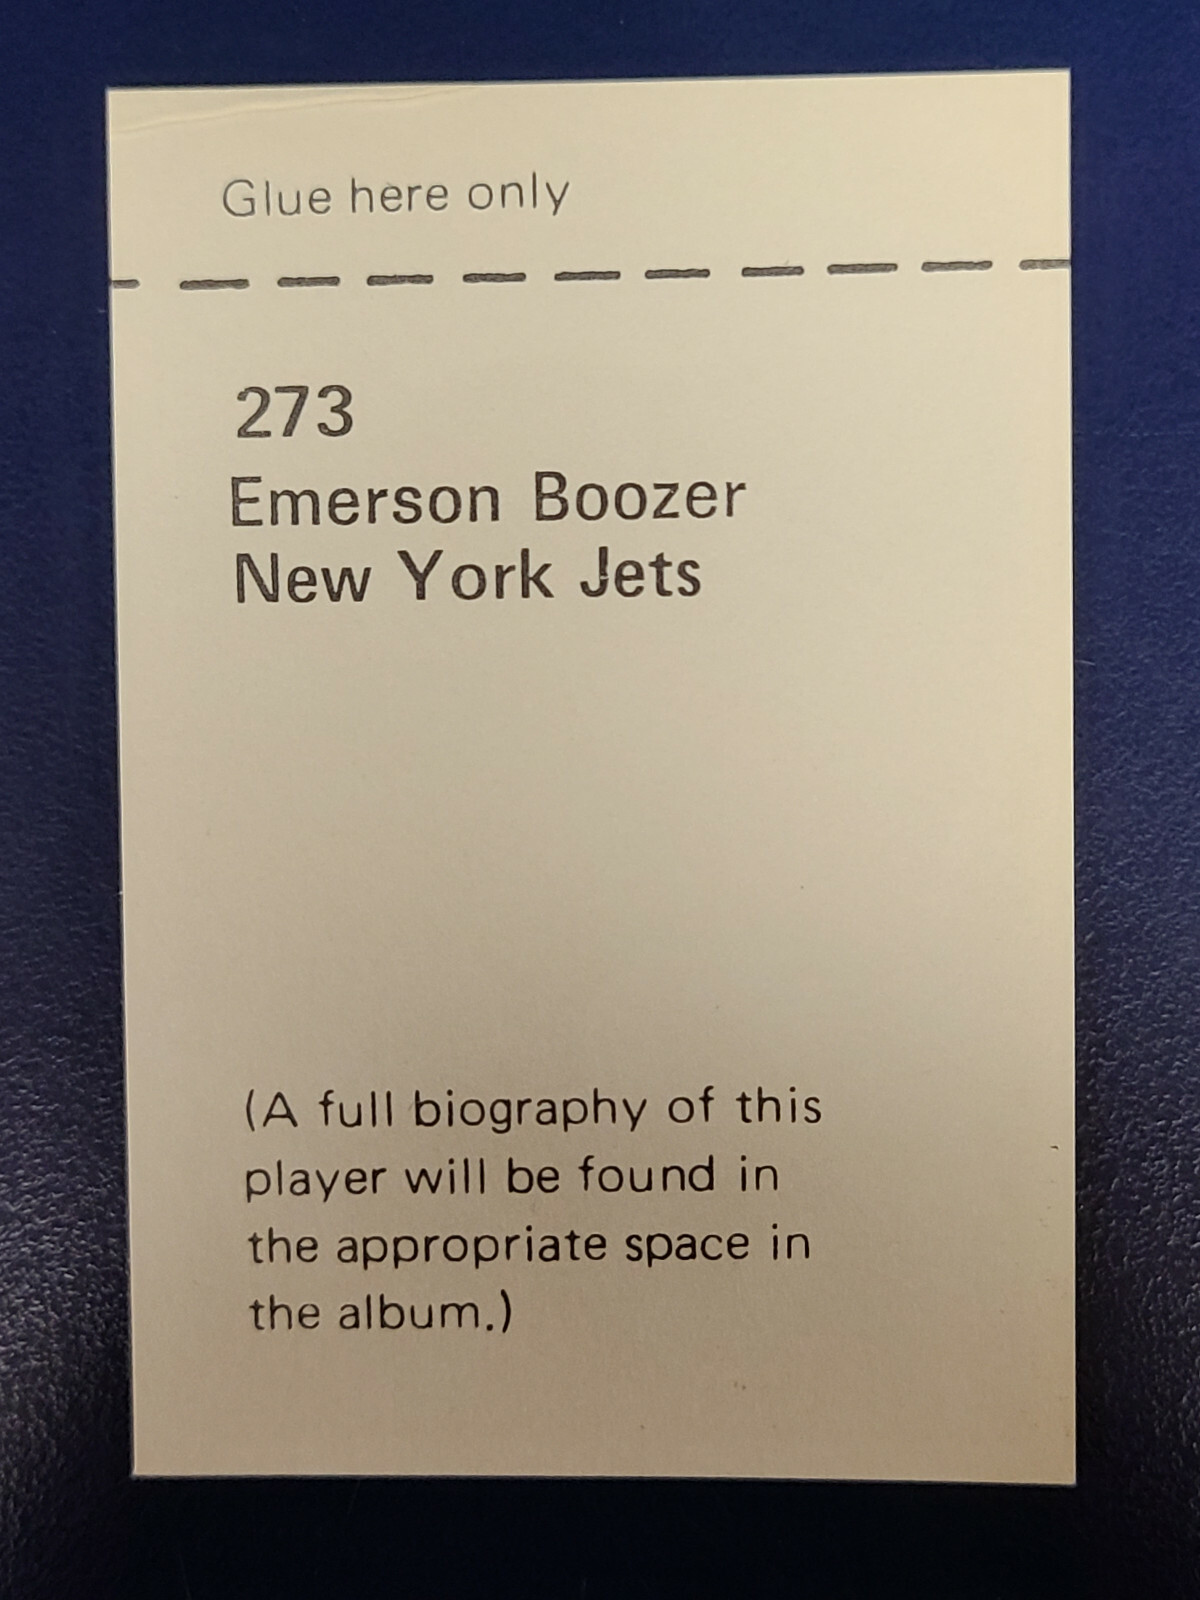 Glue here only
273
Emerson Boozer
New York Jets
(A full biography of this
player will be found in
the appropriate space in
the album.)